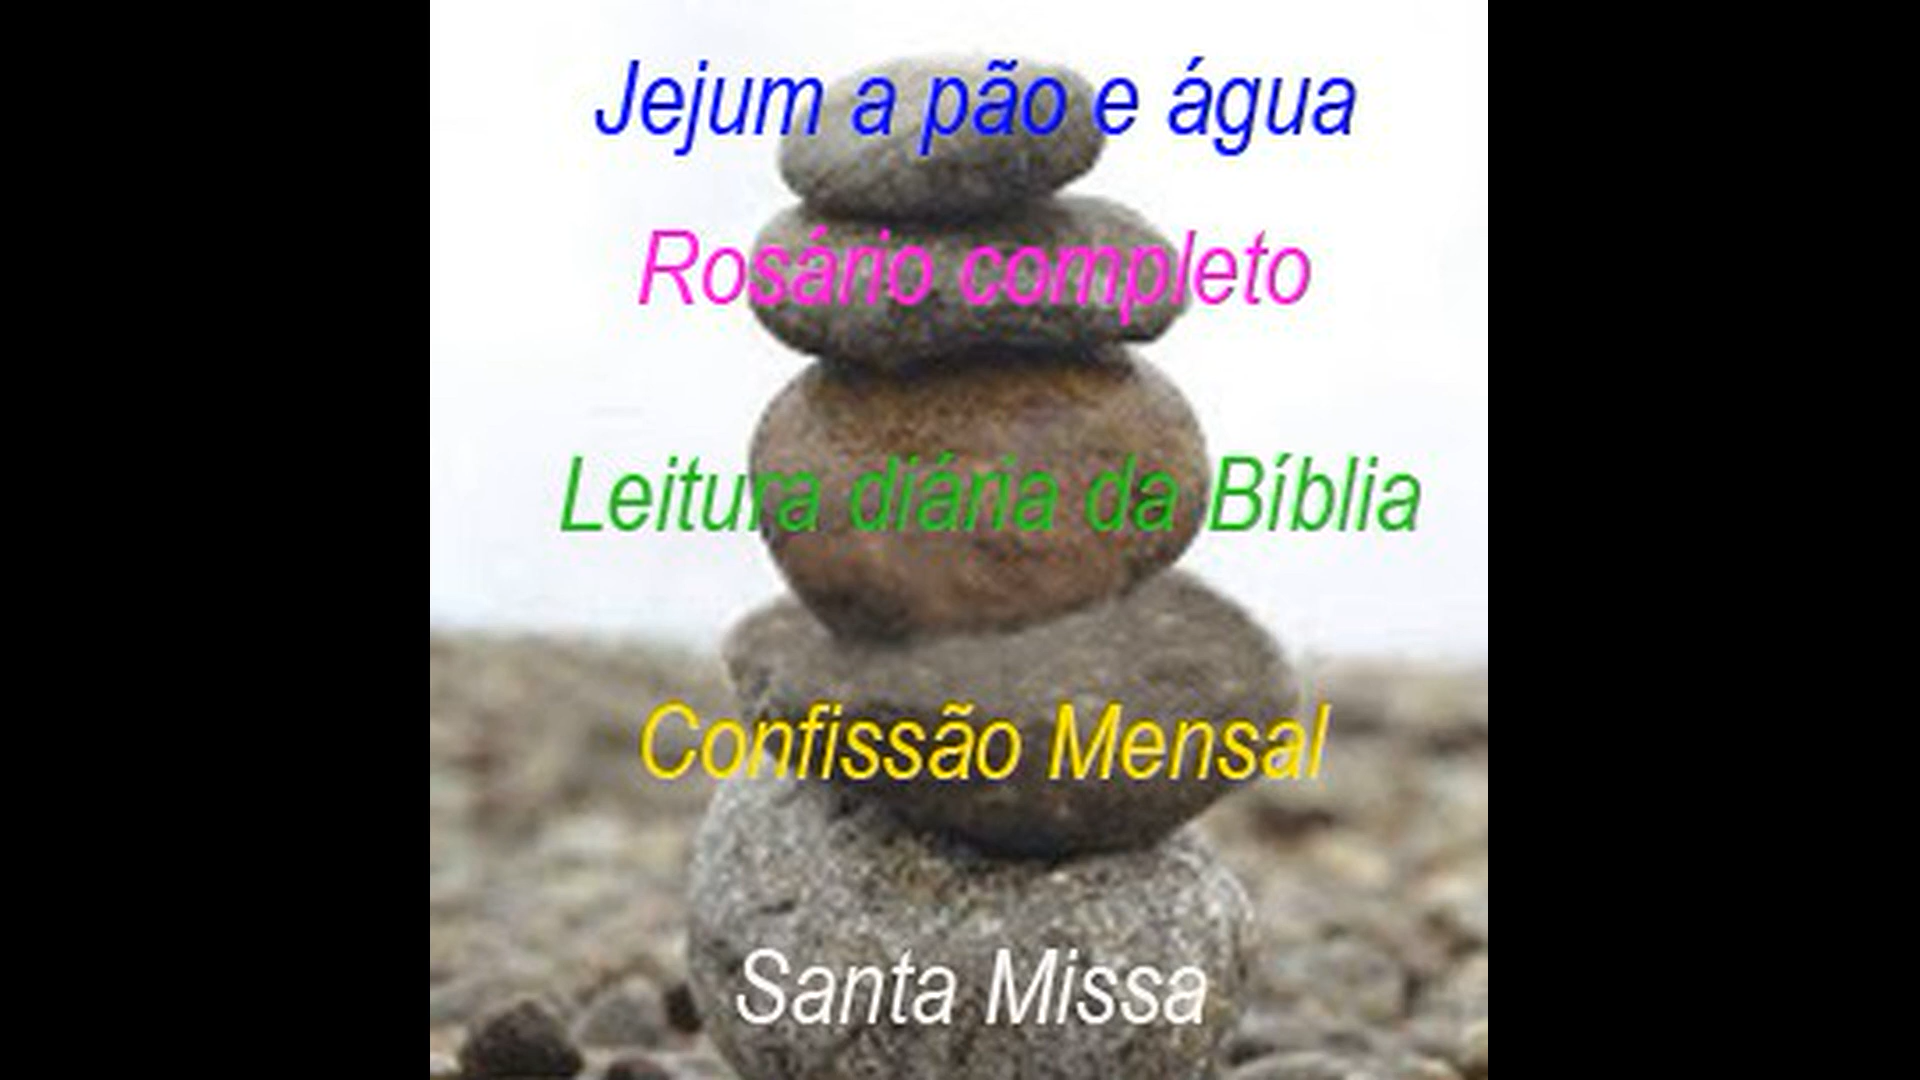 Jejum a pão e água
Rosário completo
Leitura diária da Bíblia
Confissão Mensal
Santa Missa